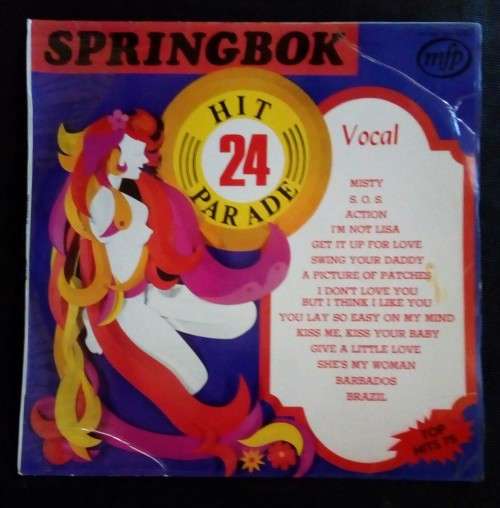 SPRINGBOK
mfp
HIT
24
PARADE
Vocal
MISTY
S. O. S.
ACTION
I'M NOT LISA
GET IT UP FOR LOVE
SWING YOUR DADDY
A PICTURE OF PATCHES
I DON'T LOVE YOU
BUT I THINK I LIKE YOU
YOU LAY SO EASY ON MY MIND
KISS ME, KISS YOUR BABY
GIVE A LITTLE LOVE
SHE'S MY WOMAN
BARBADOS
BRAZIL
TOP
HITS 75